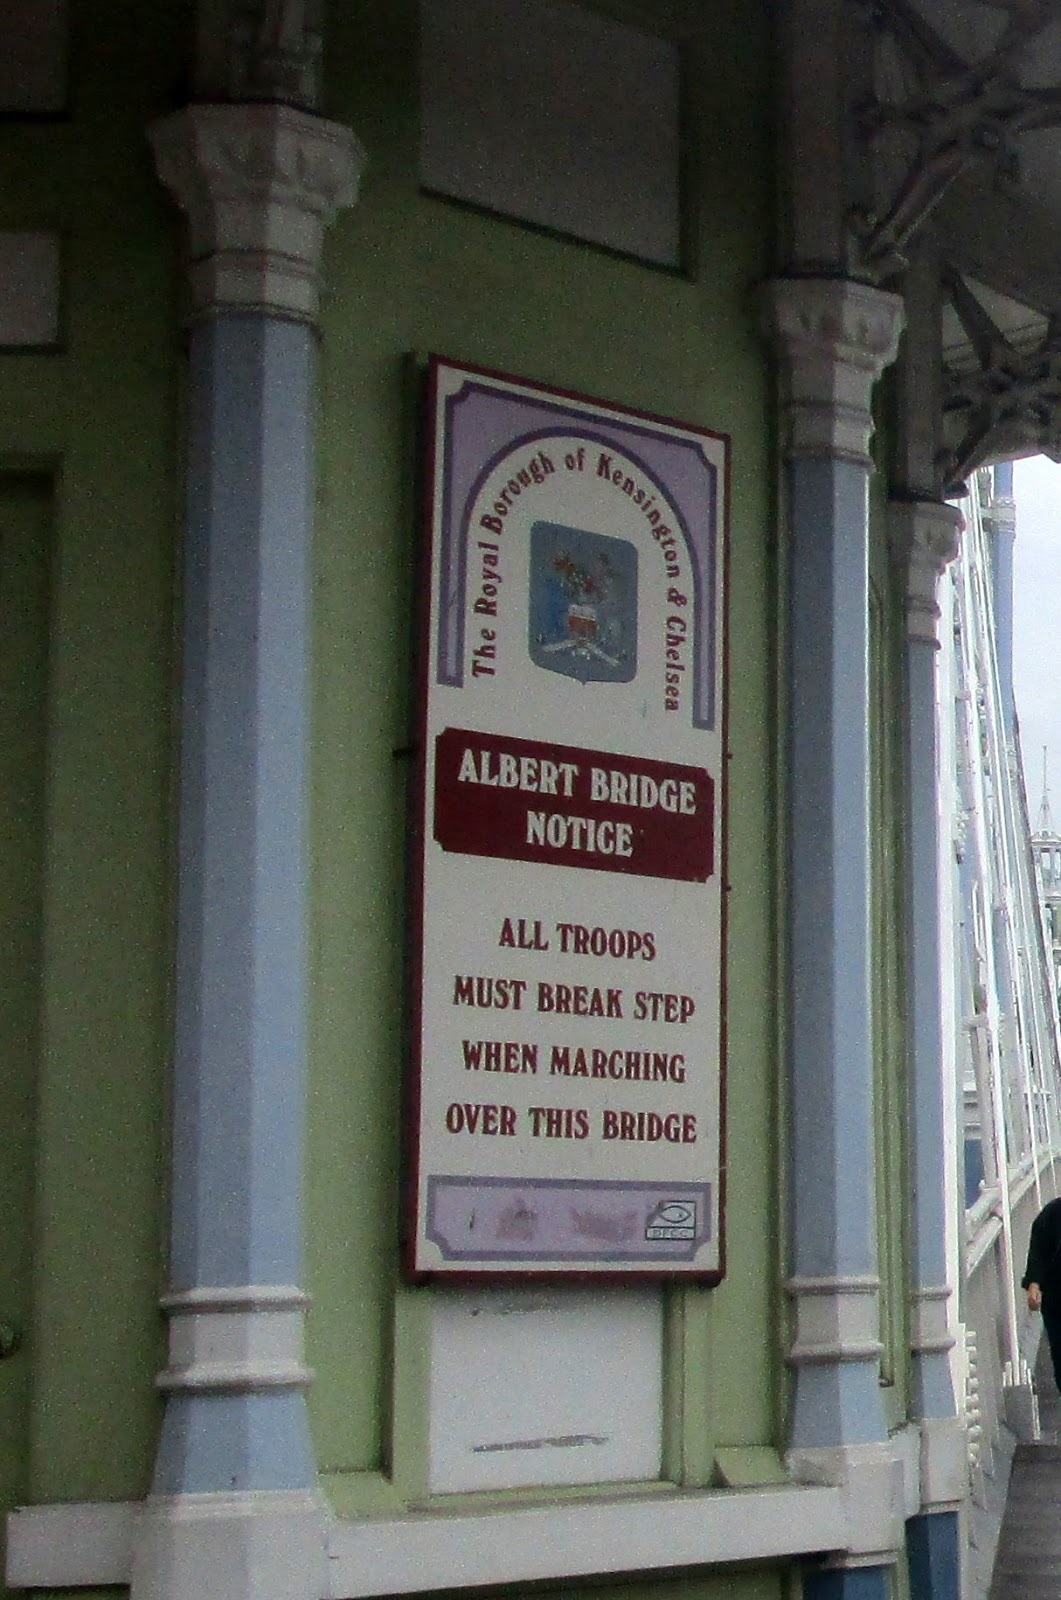 The Royal Borough of Kensington & Chelsea
ALBERT BRIDGE
NOTICE
ALL TROOPS
MUST BREAK STEP
WHEN MARCHING
OVER THIS BRIDGE